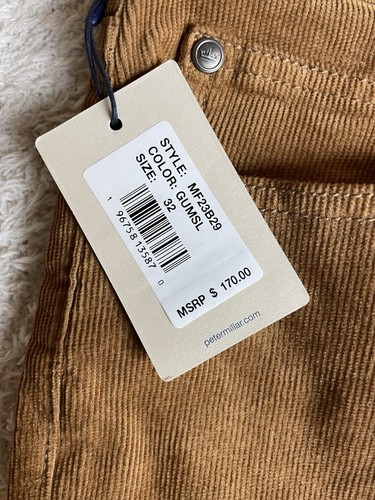 STYLE: MF23B29
COLOR: GUMSL
SIZE: 32
1 96758 13587 0
MSRP $ 170.00
petermillar.com